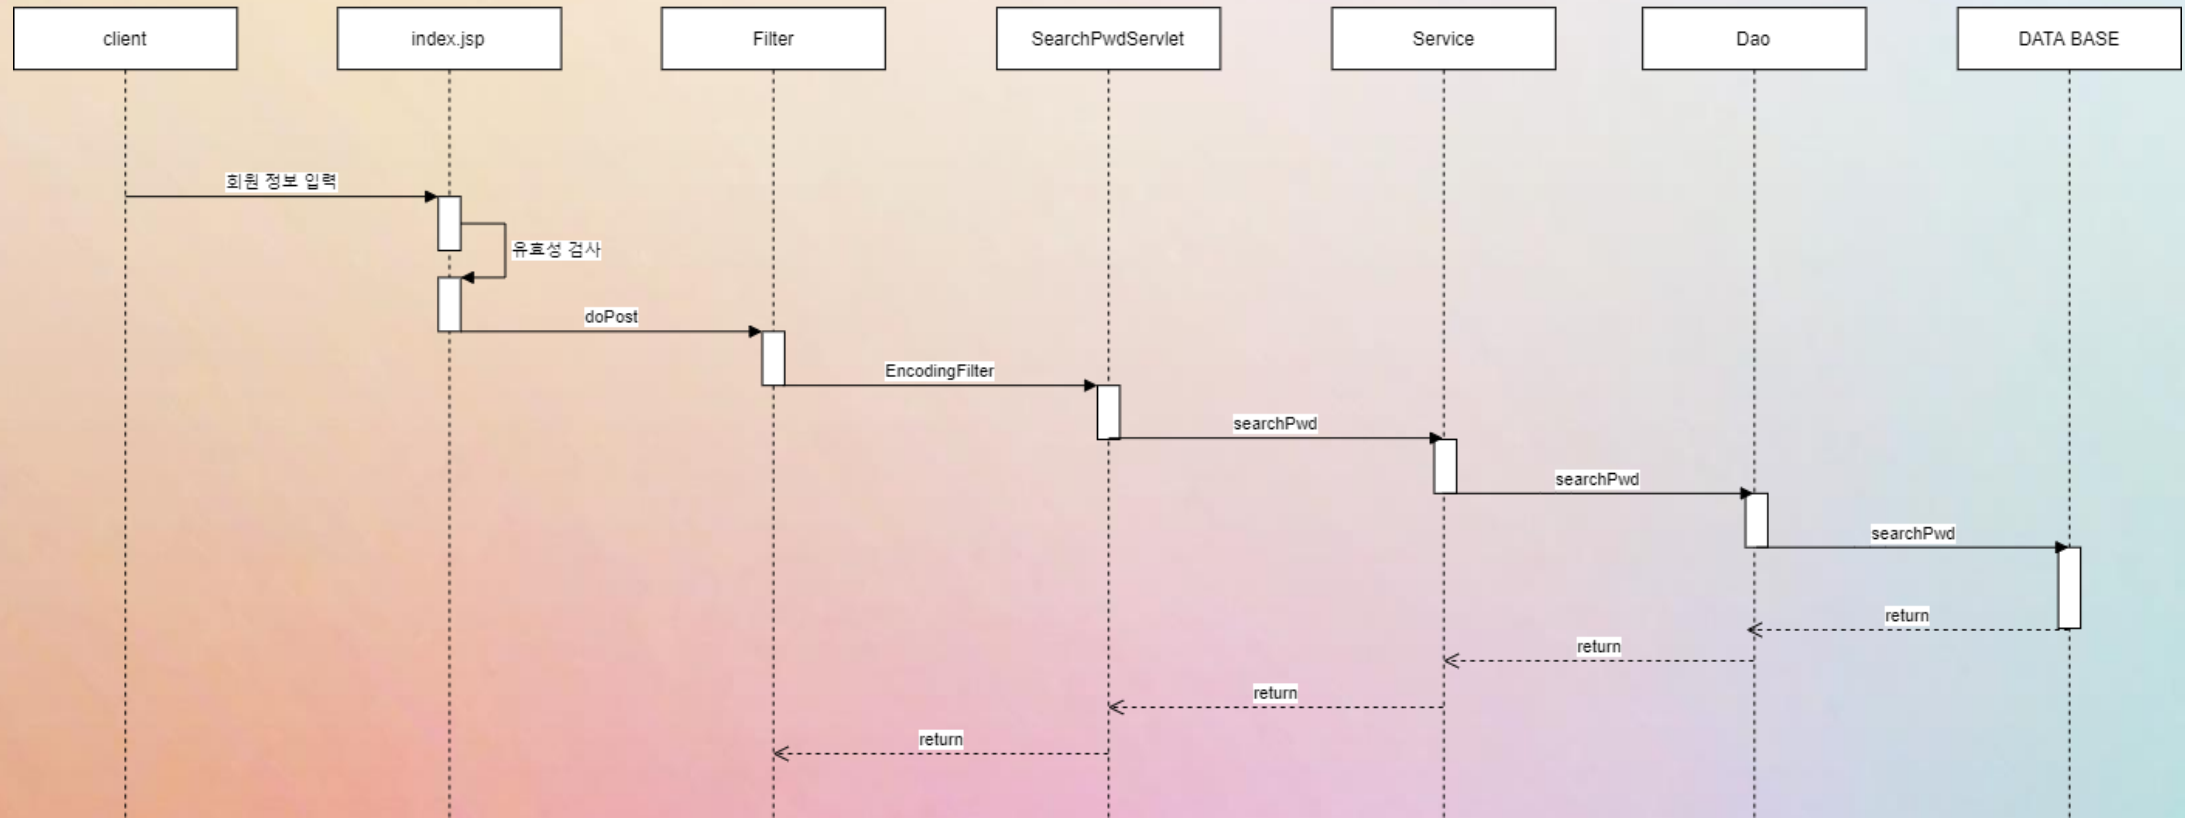 client
index.jsp
Filter
SearchPwdServlet
Service
Dao
DATA BASE
회원 정보 입력
유효성 검사
doPost
EncodingFilter
searchPwd
searchPwd
searchPwd
return
return
return
return